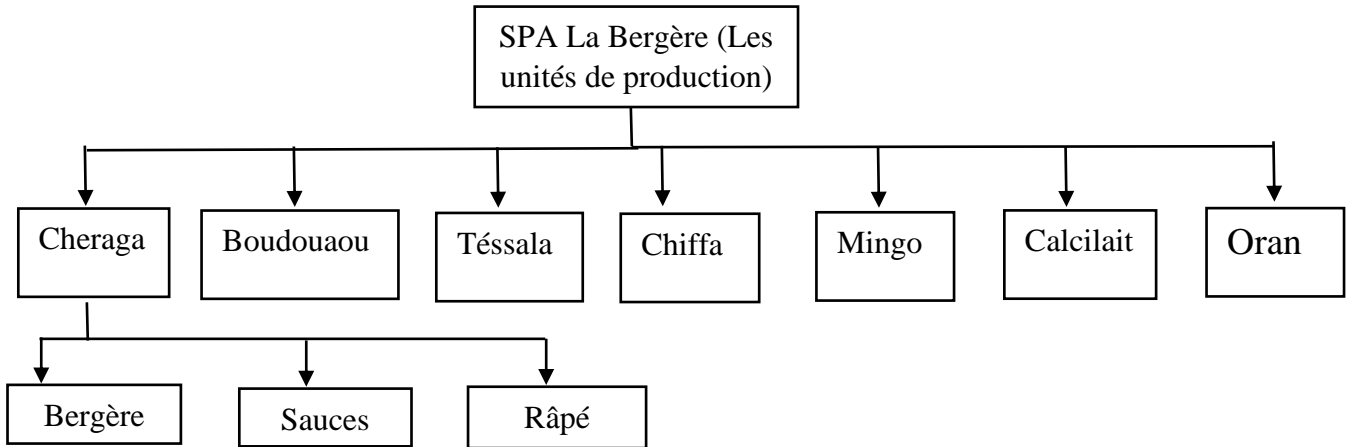 SPA La Bergère (Les
unités de production)
Cheraga
Boudouaou
Téssala
Chiffa
Mingo
Calcilait
Oran
Bergère
Sauces
Râpé